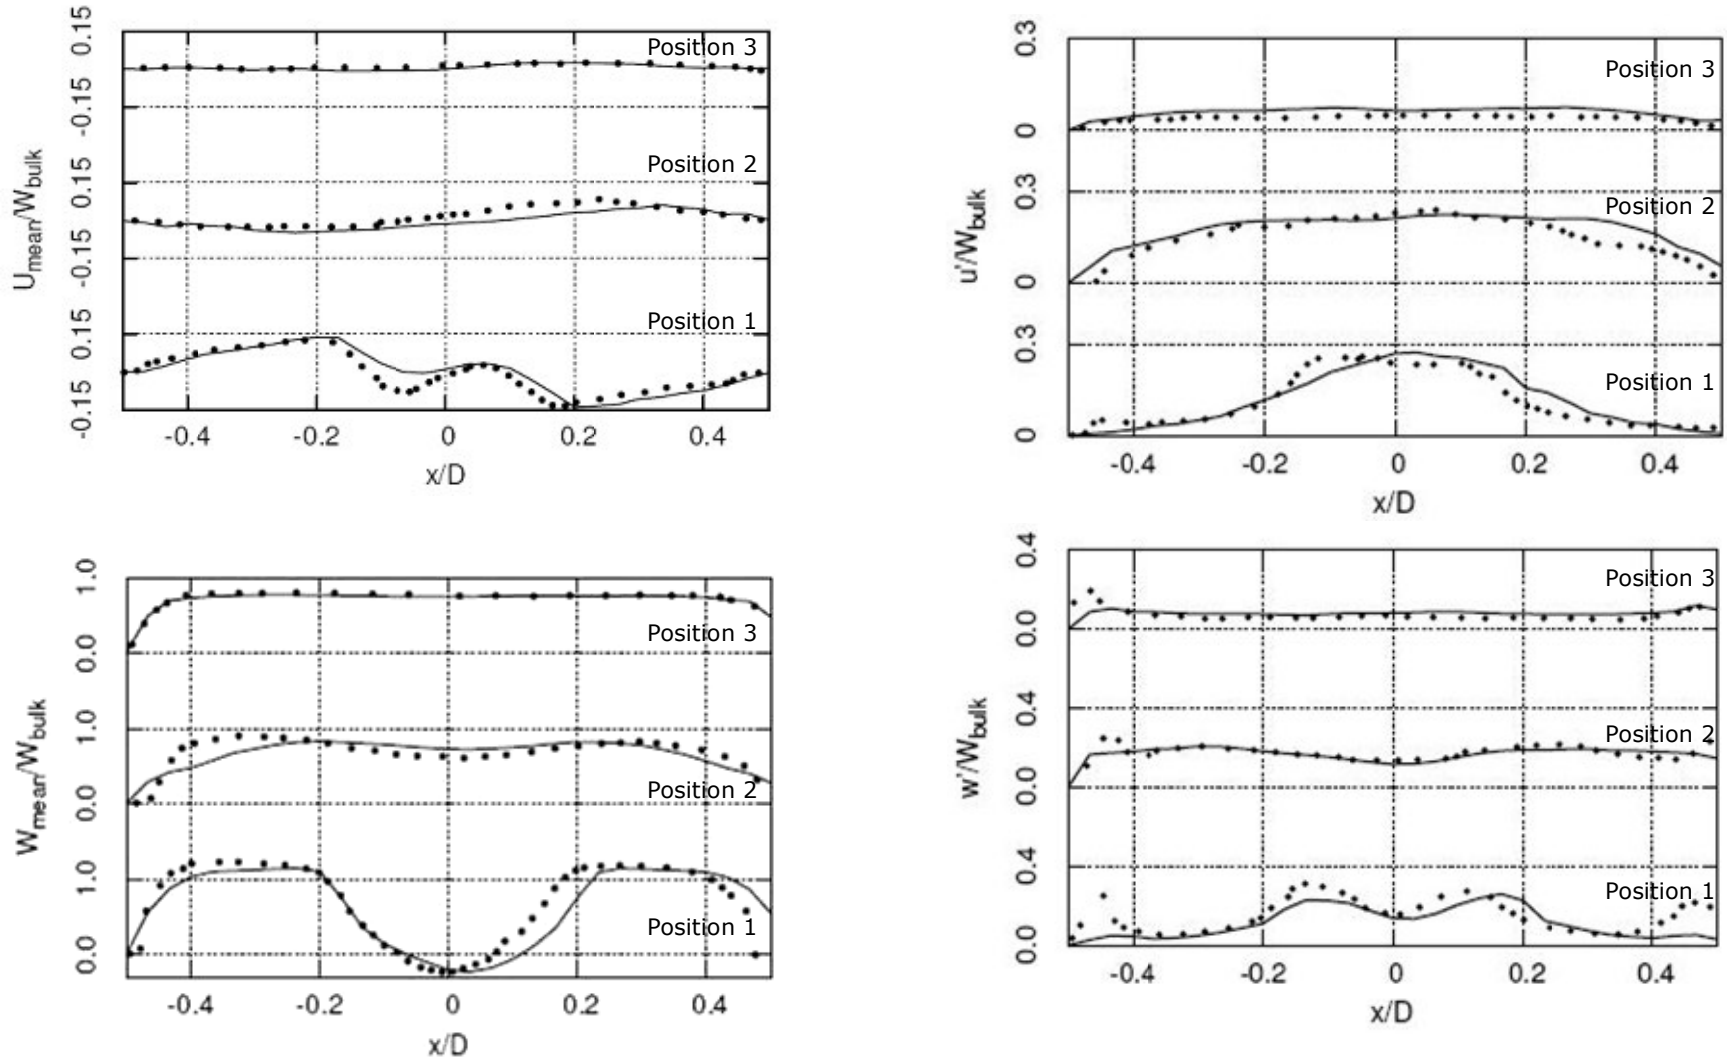 0.15
-0.15
0.15
-0.15
0.15
-0.15
Position 3
Position 2
Position 1
U_mean/W_bulk
-0.4 -0.2 0 0.2 0.4
x/D
0.3
0
0.3
0
0.3
0
Position 3
Position 2
Position 1
u'/W_bulk
-0.4 -0.2 0 0.2 0.4
x/D
1.0
0.0
1.0
0.0
1.0
0.0
Position 3
Position 2
Position 1
W_mean/W_bulk
-0.4 -0.2 0 0.2 0.4
x/D
0.4
0.0
0.4
0.0
0.4
0.0
Position 3
Position 2
Position 1
w'/W_bulk
-0.4 -0.2 0 0.2 0.4
x/D